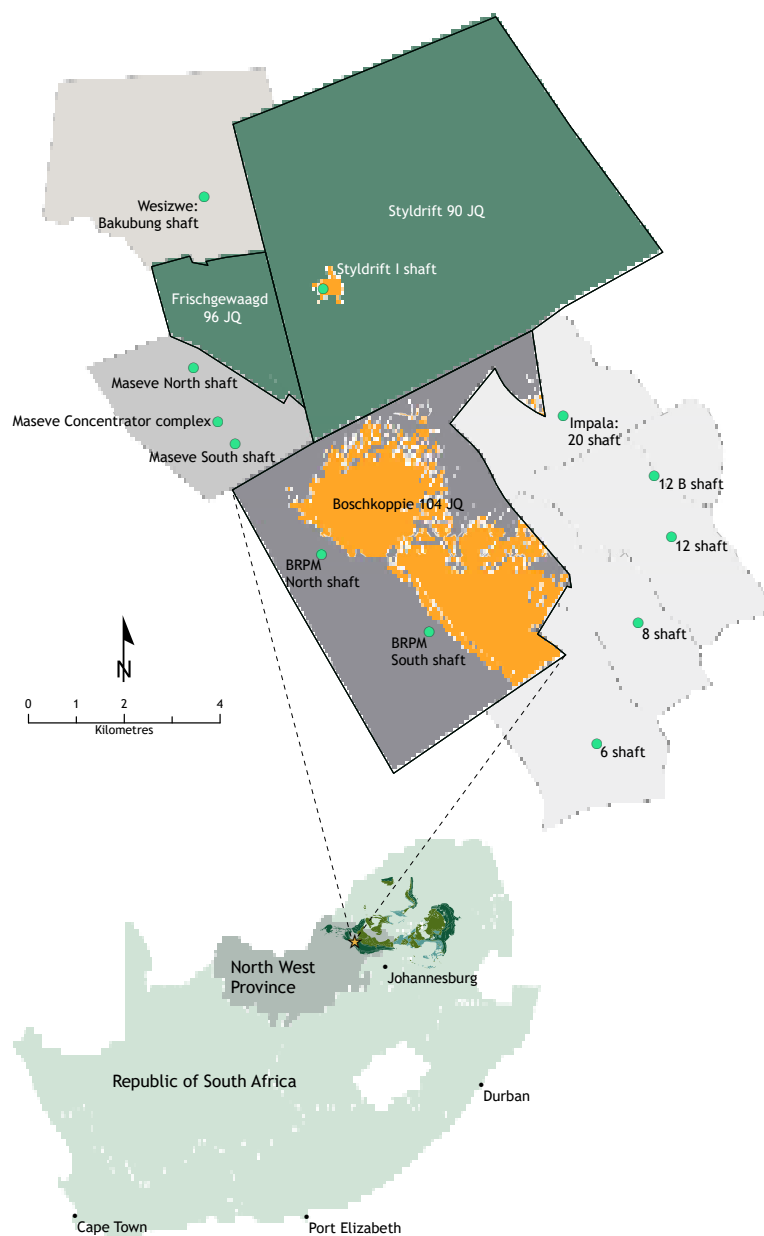 Styldrift 90 JQ
Wesizwe:
Bakubung shaft
Styldrift I shaft
Frischgewaagd
96 JQ
Maseve North shaft
Maseve Concentrator complex
Maseve South shaft
Impala:
20 shaft
12 B shaft
Boschkoppie 104 JQ
12 shaft
BRPM
North shaft
8 shaft
BRPM
South shaft
N
0 1 2 4
Kilometres
6 shaft
North West
Province
Johannesburg
Republic of South Africa
Durban
Cape Town
Port Elizabeth